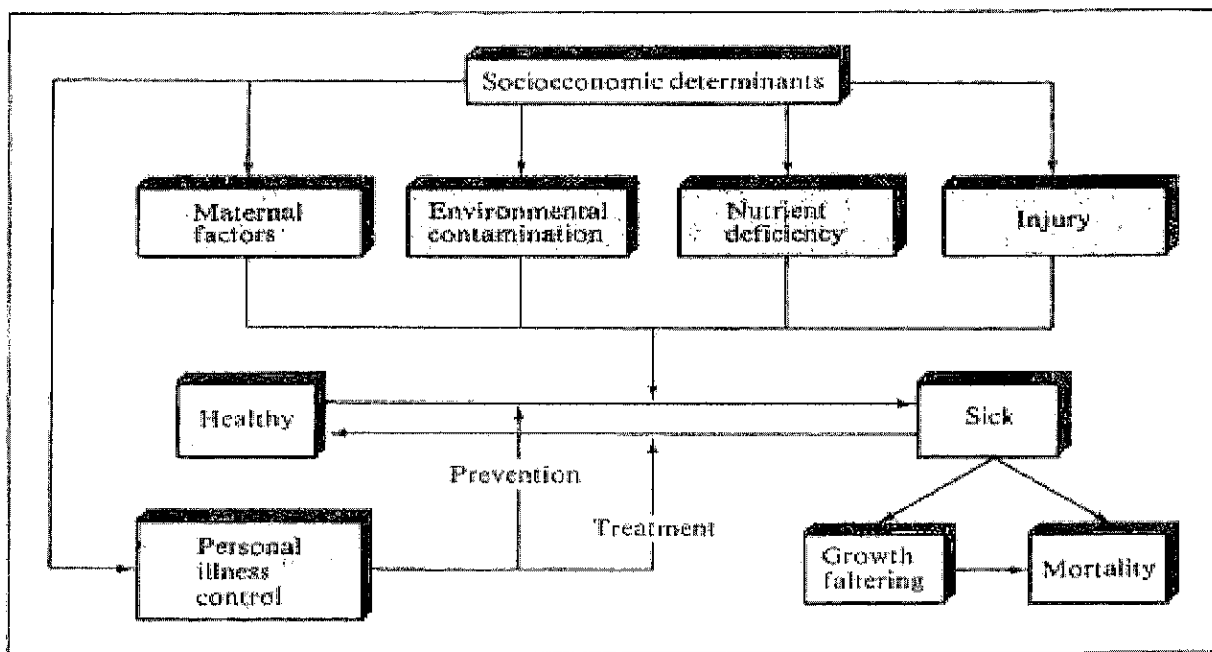 Socioeconomic determinants
Maternal
factors
Environmental
contamination
Nutrient
deficiency
Injury
Healthy
Sick
Prevention
Treatment
Personal
illness
control
Growth
faltering
Mortality